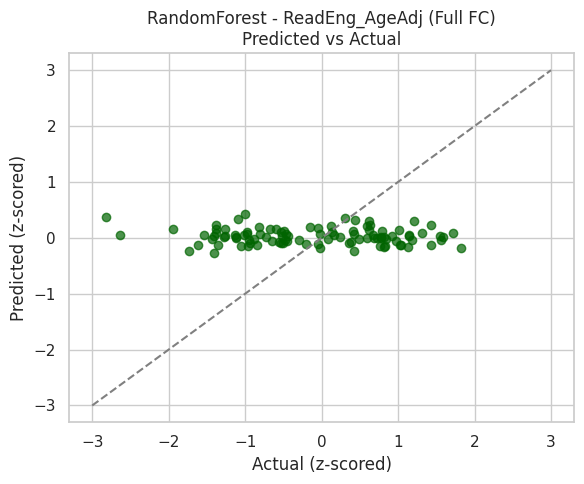 RandomForest - ReadEng_AgeAdj (Full FC)
Predicted vs Actual
3
2
1
0
−1
−2
−3
Predicted (z-scored)
−3 −2 −1 0 1 2 3
Actual (z-scored)